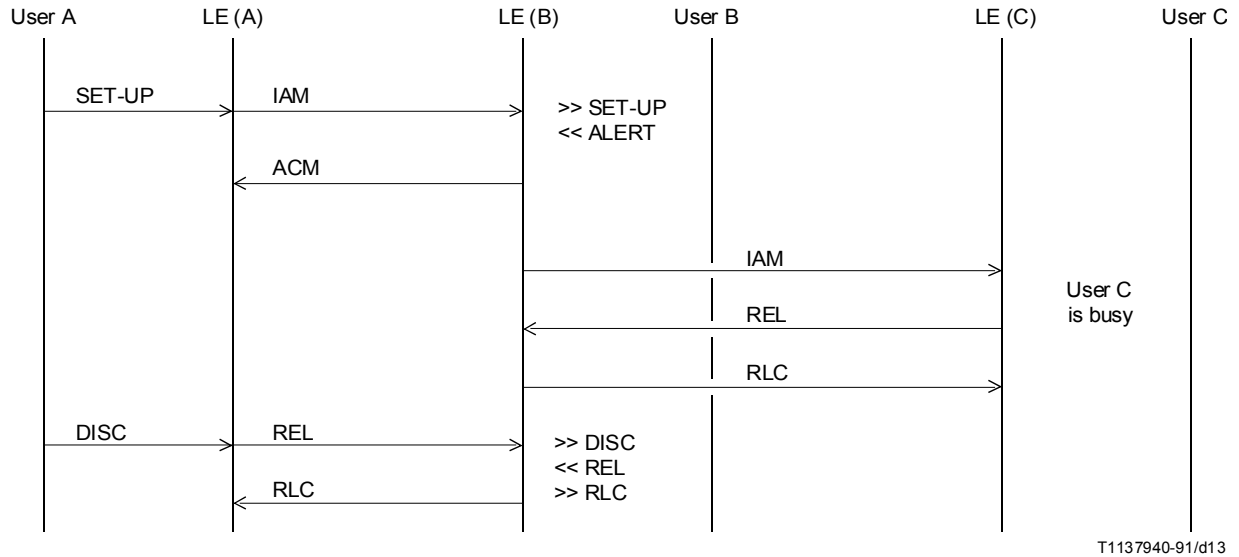 User A LE (A) LE (B) User B LE (C) User C
SET-UP IAM >> SET-UP
<< ALERT
ACM
IAM
User C
is busy
REL
RLC
DISC REL >> DISC
<< REL
RLC >> RLC
T1137940-91/d13